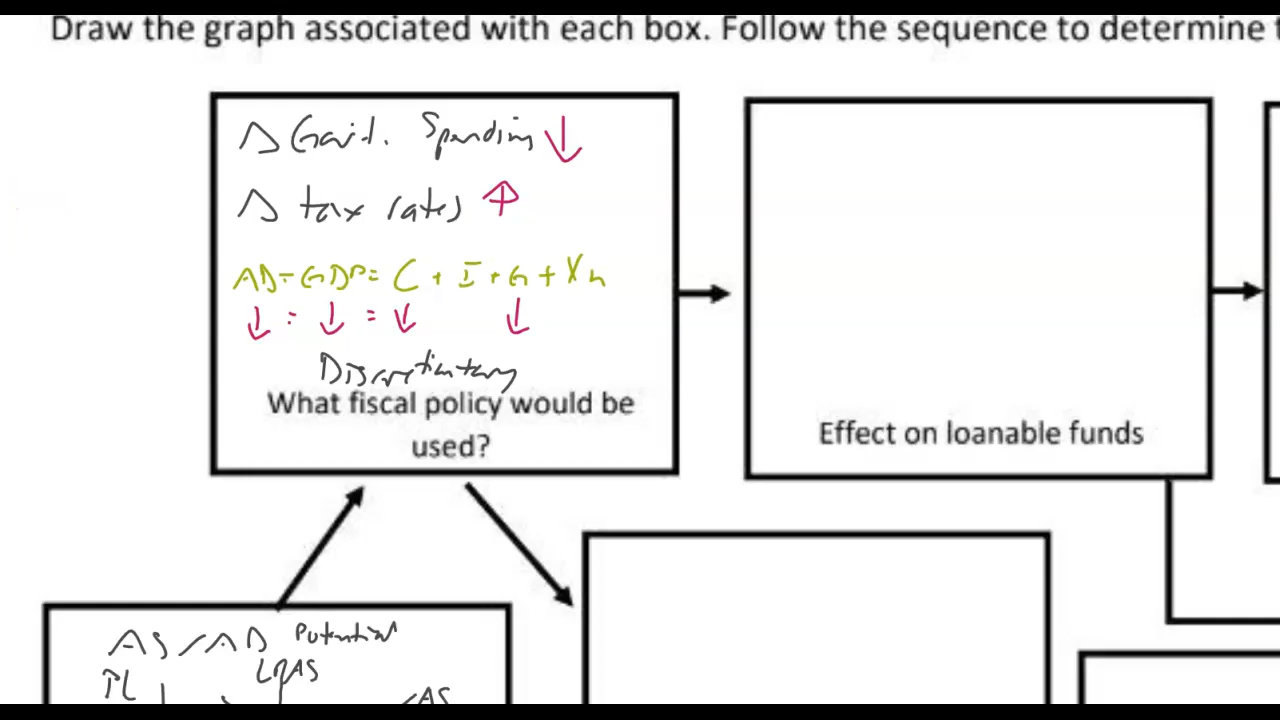 Draw the graph associated with each box. Follow the sequence to determine
Δ Gov't. Spending ↓
Δ tax rates ↑
AD = GDP = C + I + G + Xn
↓ = ↓ = ↓ ↓
Discretionary
What fiscal policy would be
used?
Effect on loanable funds
AS/AD Potential
LRAS
PL
AS